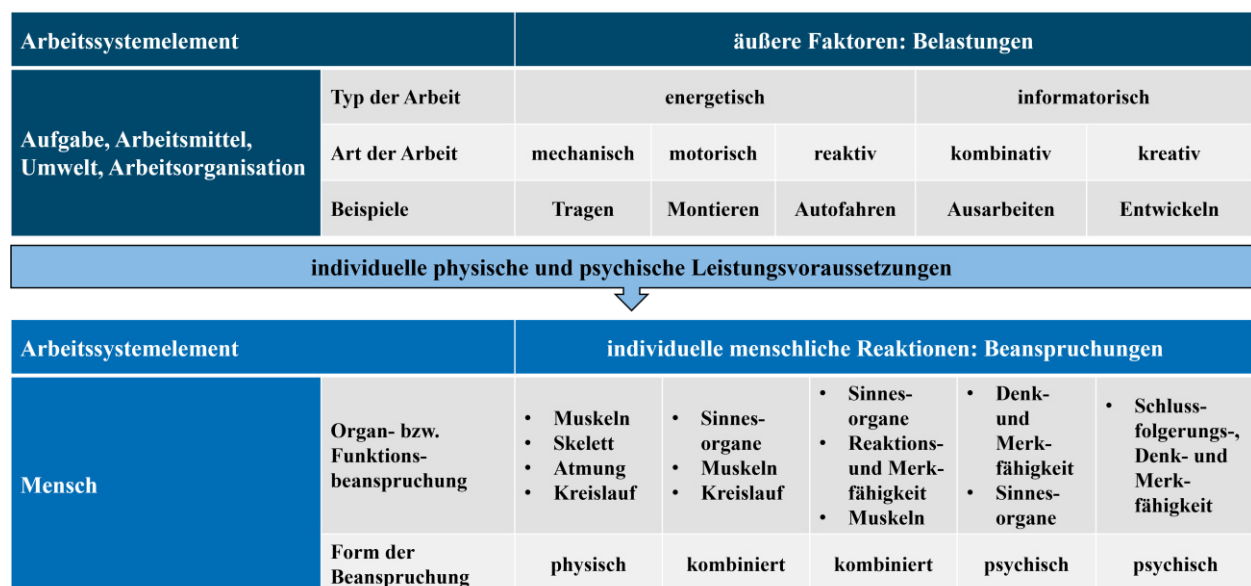 Arbeitssystemelement
äußere Faktoren: Belastungen
Aufgabe, Arbeitsmittel,
Umwelt, Arbeitsorganisation
Typ der Arbeit
energetisch
informatorisch
Art der Arbeit
mechanisch
motorisch
reaktiv
kombinativ
kreativ
Beispiele
Tragen
Montieren
Autofahren
Ausarbeiten
Entwickeln
individuelle physische und psychische Leistungsvoraussetzungen
Arbeitssystemelement
individuelle menschliche Reaktionen: Beanspruchungen
Mensch
Organ- bzw.
Funktions-
beanspruchung
• Muskeln
• Skelett
• Atmung
• Kreislauf
• Sinnes-
organe
• Muskeln
• Kreislauf
• Sinnes-
organe
• Reaktions-
und Merk-
fähigkeit
• Muskeln
• Denk-
und
Merk-
fähigkeit
• Sinnes-
organe
• Schluss-
folgerungs-,
Denk- und
Merk-
fähigkeit
Form der
Beanspruchung
physisch
kombiniert
kombiniert
psychisch
psychisch